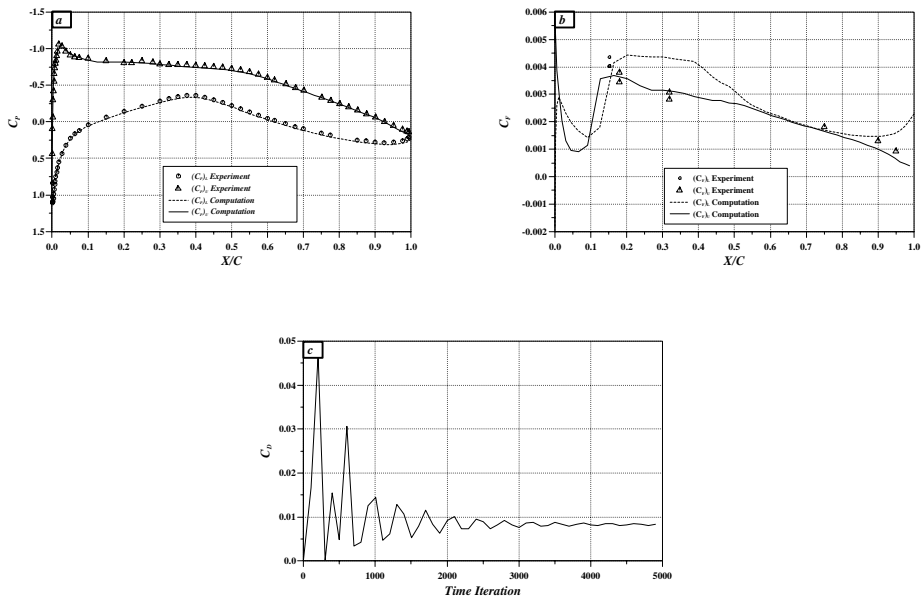 a
-1.5
-1.0
-0.5
0.0
0.5
1.0
1.5
C_P
Experiment
Experiment
Computation
Computation
0.0 0.1 0.2 0.3 0.4 0.5 0.6 0.7 0.8 0.9 1.0
X/C
b
0.006
0.005
0.004
0.003
0.002
0.001
0.000
-0.001
-0.002
Experiment
Experiment
Computation
Computation
0.0 0.1 0.2 0.3 0.4 0.5 0.6 0.7 0.8 0.9 1.0
X/C
c
0.05
0.04
0.03
0.02
0.01
0.0
C_D
0 1000 2000 3000 4000 5000
Time Iteration